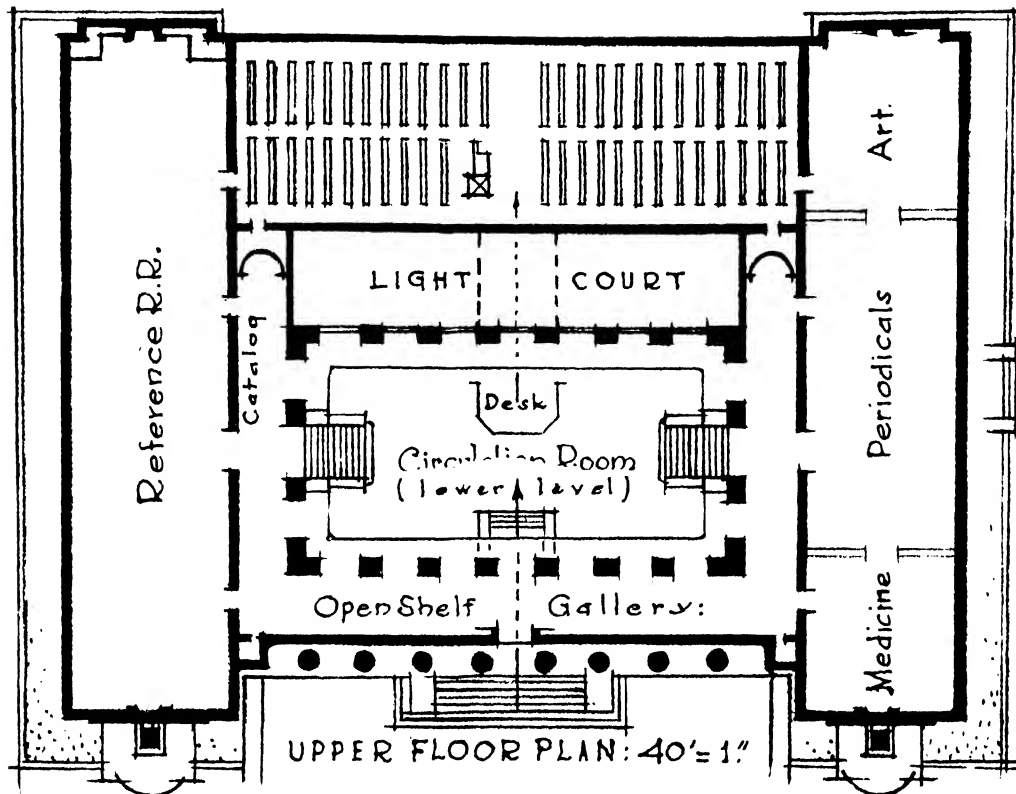 Art.
LIGHT COURT
Reference R.R.
Catalog
Periodicals
Desk
Circulation Room
(lower level)
Open Shelf Gallery:
Medicine
UPPER FLOOR PLAN: 40'=1"